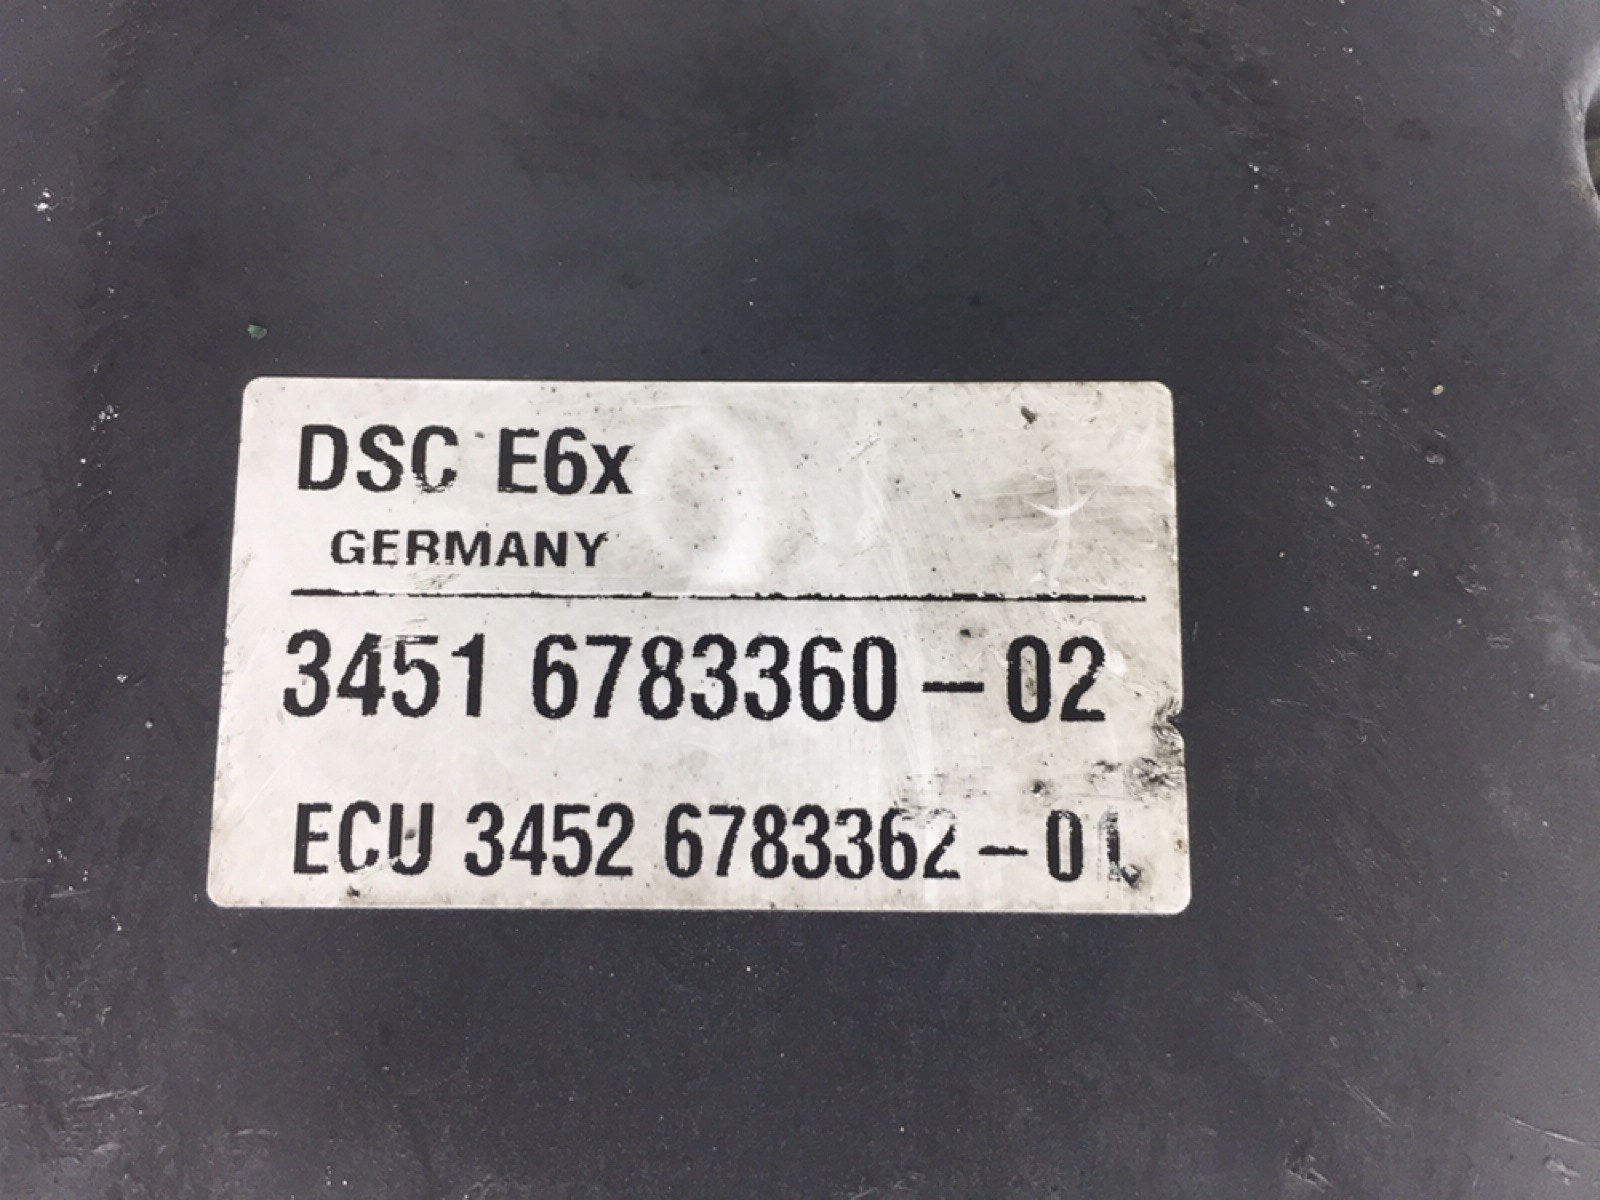 DSC E6x
GERMANY
3451 6783360-02
ECU 3452 6783362-01